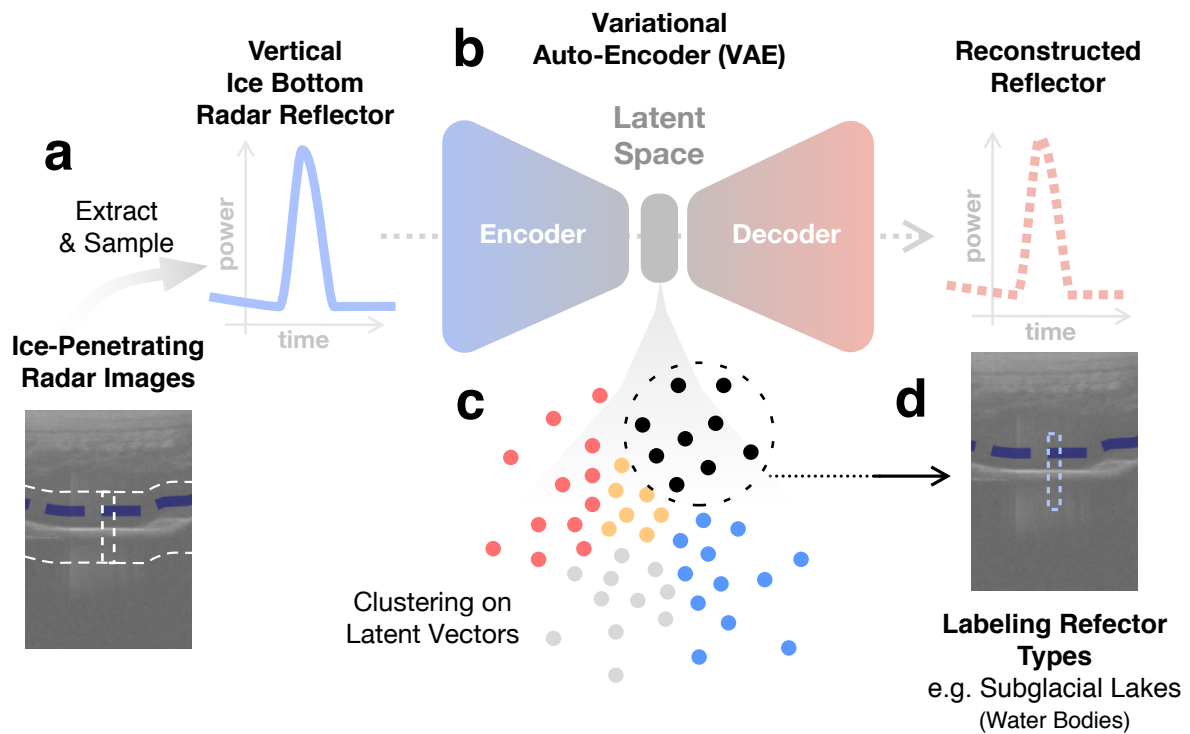 a
Vertical
Ice Bottom
Radar Reflector
power
time
Extract
& Sample
Ice-Penetrating
Radar Images
b
Variational
Auto-Encoder (VAE)
Latent
Space
Encoder
Decoder
Reconstructed
Reflector
power
time
c
Clustering on
Latent Vectors
d
Labeling Refector
Types
e.g. Subglacial Lakes
(Water Bodies)